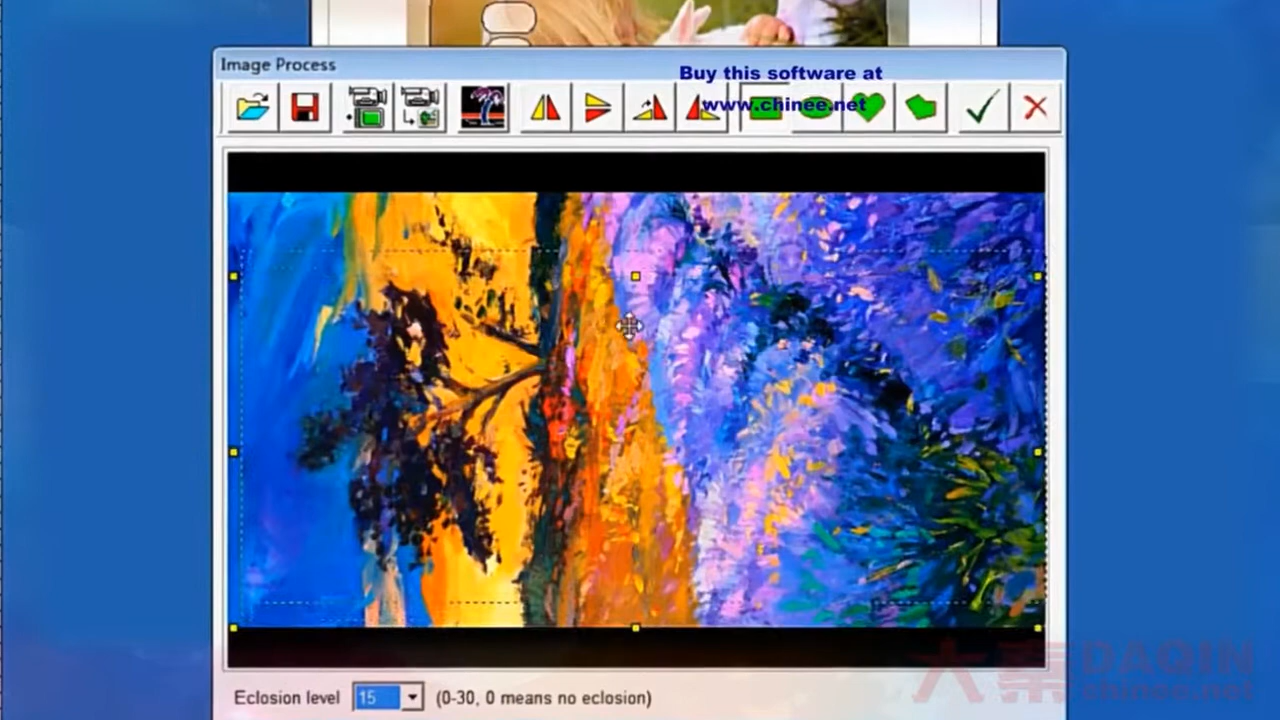 Image Process
Buy this software at
www.chinee.net
Eclosion level 15 (0-30, 0 means no eclosion)
大秦 DAQIN
chinee.net